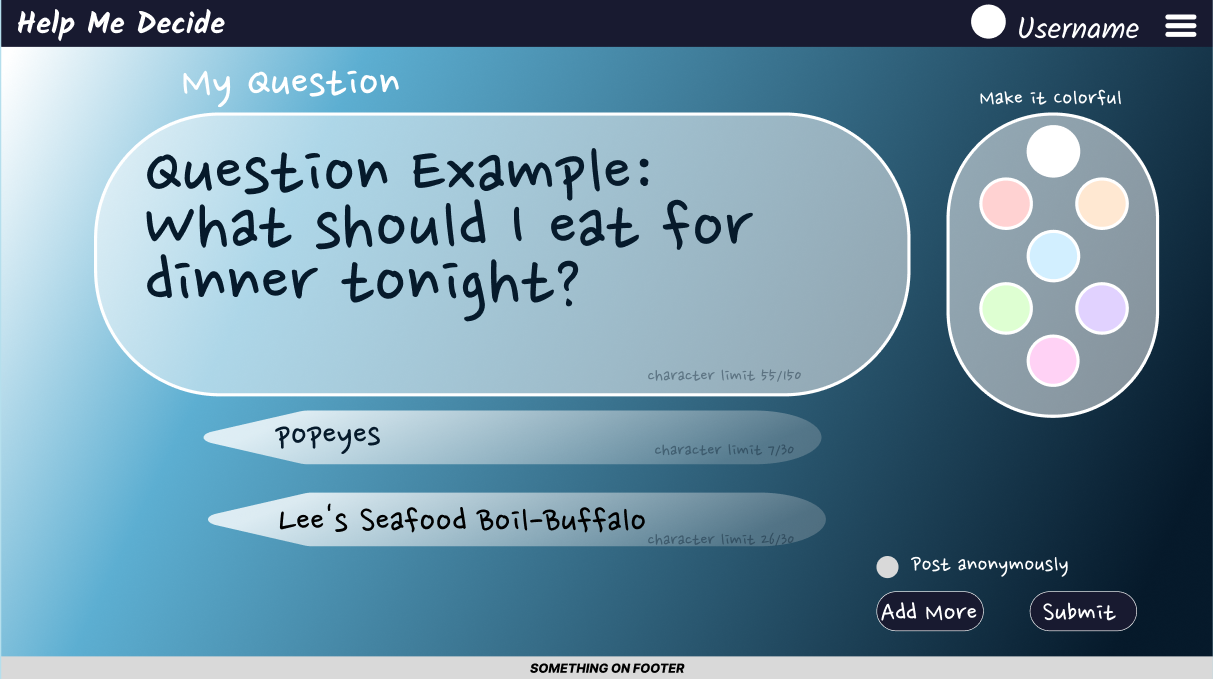 Help Me Decide
Username
My Question
Make it colorful
Question Example:
What should I eat for
dinner tonight?
character limit 55/150
Popeyes
character limit 7/30
Lee's Seafood Boil-Buffalo
character limit 26/30
Post anonymously
Add More
Submit
SOMETHING ON FOOTER